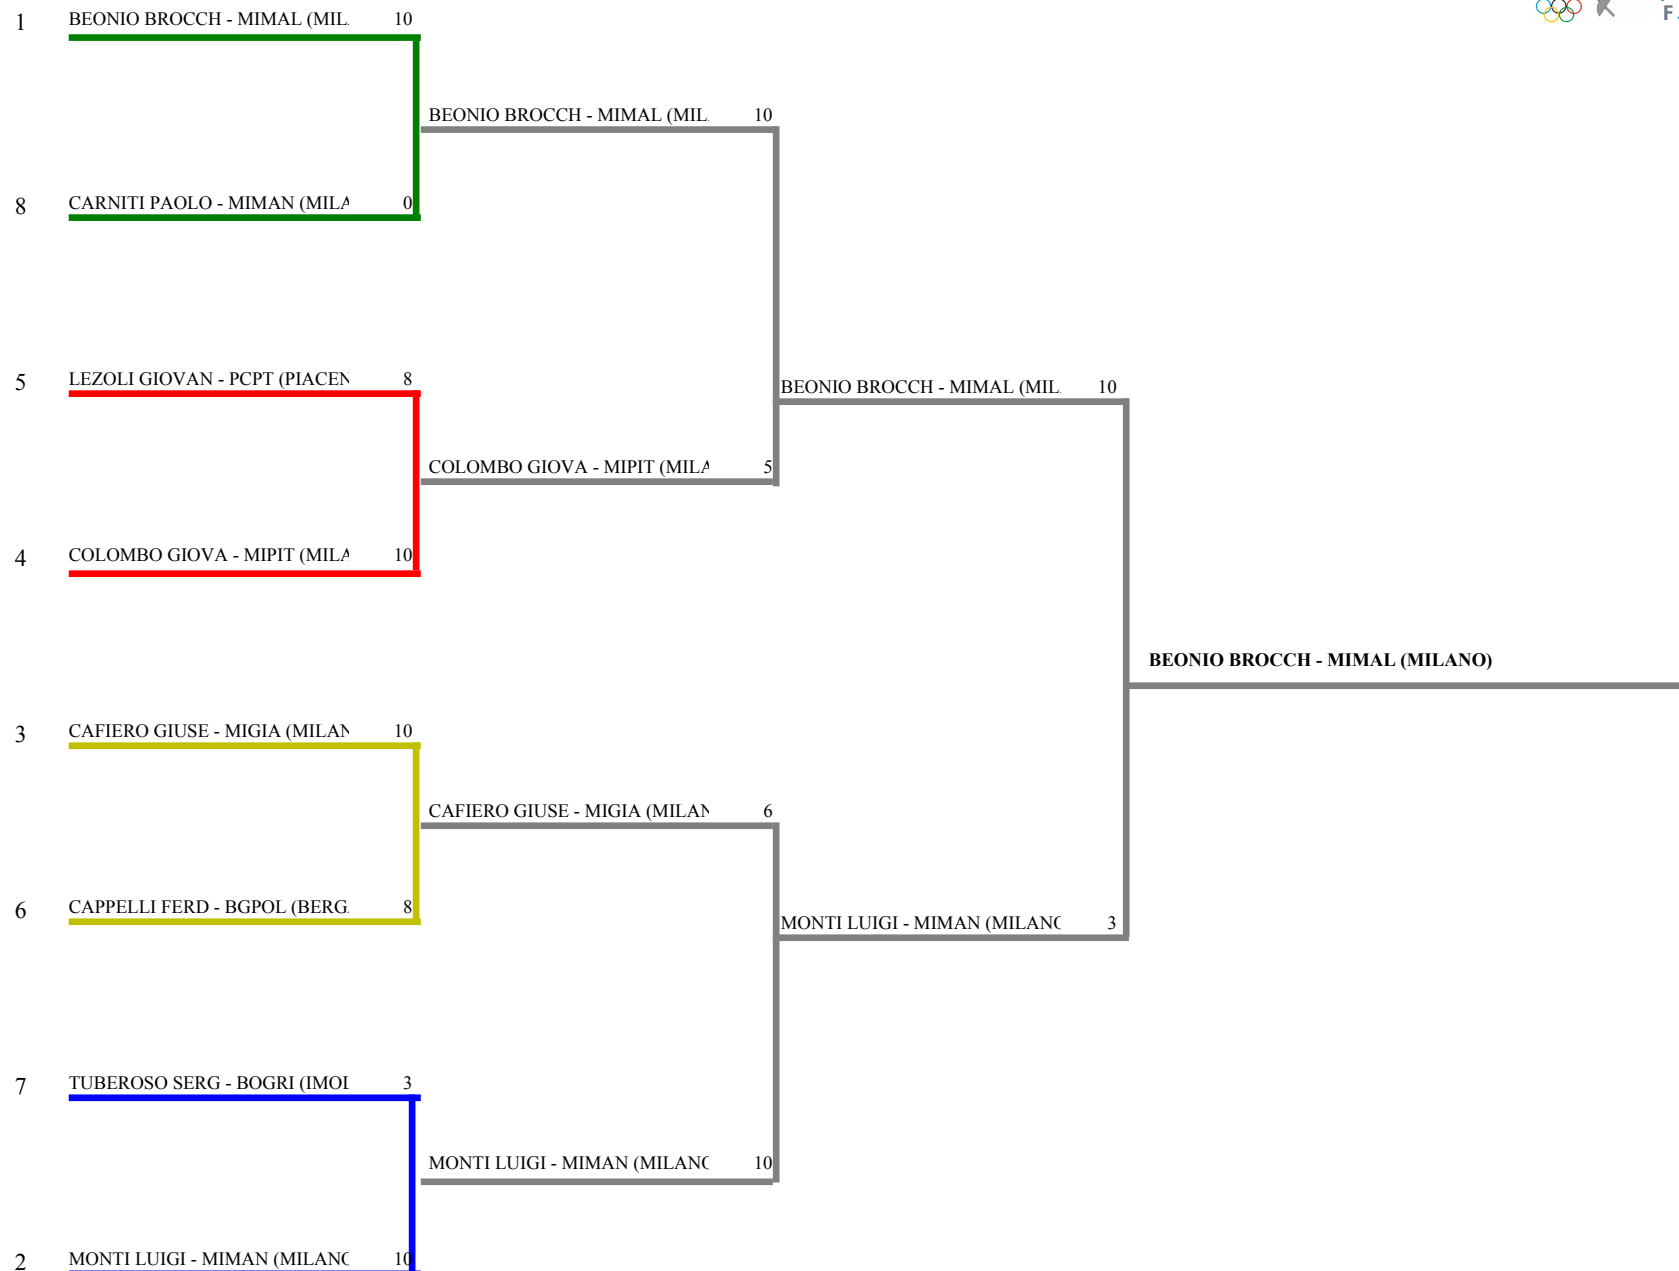 1 BEONIO BROCCH - MIMAL (MIL. 10
F
BEONIO BROCCH - MIMAL (MIL. 10
8 CARNITI PAOLO - MIMAN (MILA 0
5 LEZOLI GIOVAN - PCPT (PIACEN 8
BEONIO BROCCH - MIMAL (MIL. 10
COLOMBO GIOVA - MIPIT (MILA 5
4 COLOMBO GIOVA - MIPIT (MILA 10
BEONIO BROCCH - MIMAL (MILANO)
3 CAFIERO GIUSE - MIGIA (MILAN 10
CAFIERO GIUSE - MIGIA (MILAN 6
6 CAPPELLI FERD - BGPOL (BERG. 8
MONTI LUIGI - MIMAN (MILANO 3
7 TUBEROSO SERG - BOGRI (IMOL 3
MONTI LUIGI - MIMAN (MILANO 10
2 MONTI LUIGI - MIMAN (MILANO 10